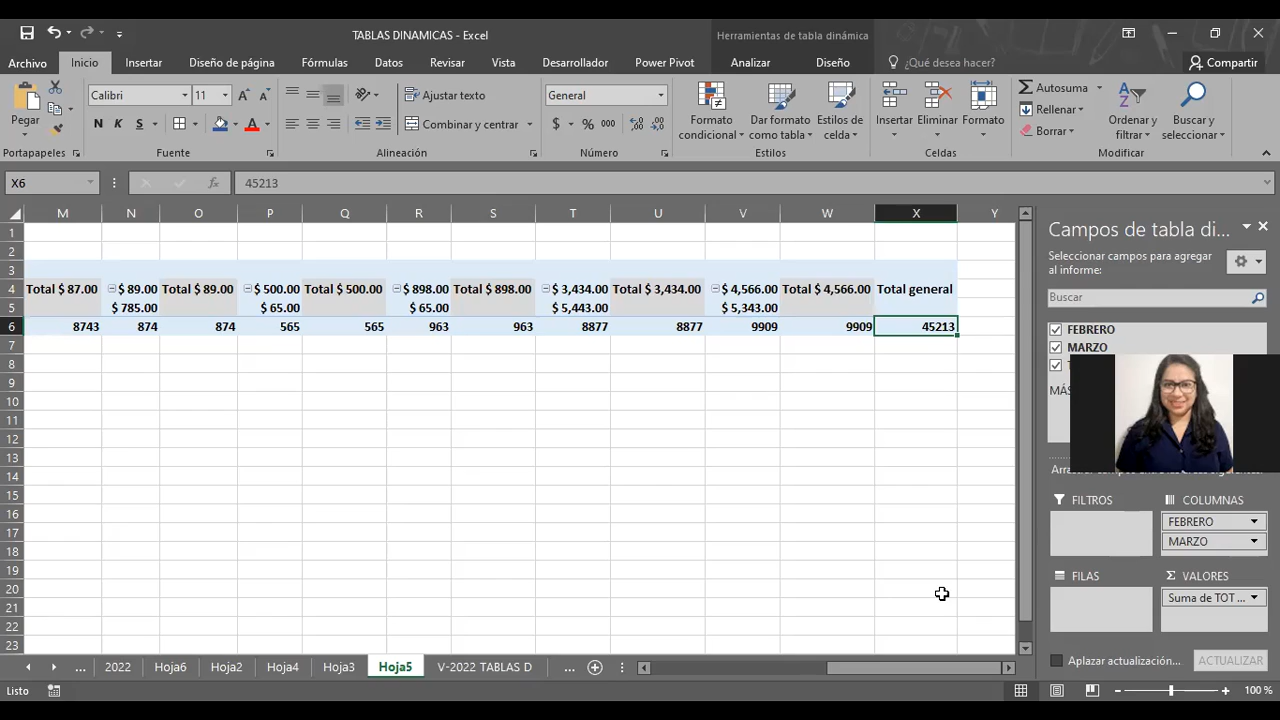 TABLAS DINAMICAS - Excel
Herramientas de tabla dinámica
Archivo Inicio Insertar Diseño de página Fórmulas Datos Revisar Vista Desarrollador Power Pivot Analizar Diseño ¿Qué desea hacer? Compartir
Pegar
Calibri 11
N K S
Ajustar texto
Combinar y centrar
General
$ % 000
Formato condicional
Dar formato como tabla
Estilos de celda
Insertar
Eliminar
Formato
Autosuma
Rellenar
Borrar
Ordenar y filtrar
Buscar y seleccionar
Portapapeles Fuente Alineación Número Estilos Celdas Modificar
X6 fx 45213
M N O P Q R S T U V W X Y
1
2
3
4 Total $ 87.00 $ 89.00 Total $ 89.00 $ 500.00 Total $ 500.00 $ 898.00 Total $ 898.00 $ 3,434.00 Total $ 3,434.00 $ 4,566.00 Total $ 4,566.00 Total general
5 $ 785.00 $ 65.00 $ 65.00 $ 5,443.00 $ 5,343.00
6 8743 874 874 565 565 963 963 8877 8877 9909 9909 45213
7
8
9
10
11
12
13
14
15
16
17
18
19
20
21
22
23
Campos de tabla di...
Seleccionar campos para agregar
al informe:
Buscar
FEBRERO
MARZO
FILTROS
COLUMNAS
FEBRERO
MARZO
FILAS
Σ VALORES
Suma de TOT ...
Aplazar actualización... ACTUALIZAR
... 2022 Hoja6 Hoja2 Hoja4 Hoja3 Hoja5 V-2022 TABLAS D ...
Listo
100 %